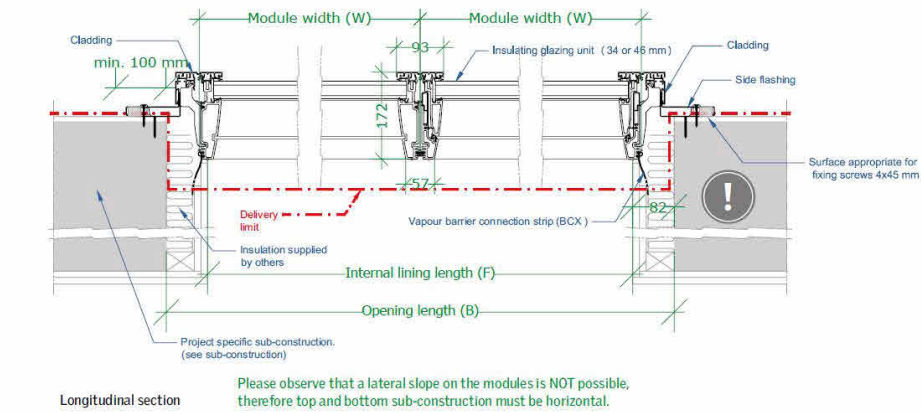 Module width (W)
Module width (W)
Cladding
93
Insulating glazing unit ( 34 or 46 mm )
Cladding
min. 100 mm
Side flashing
172
Surface appropriate for
fixing screws 4x45 mm
57
82
!
Delivery
limit
Vapour barrier connection strip (BCX )
Insulation supplied
by others
Internal lining length (F)
Opening length (B)
Project specific sub-construction.
(see sub-construction)
Longitudinal section
Please observe that a lateral slope on the modules is NOT possible,
therefore top and bottom sub-construction must be horizontal.